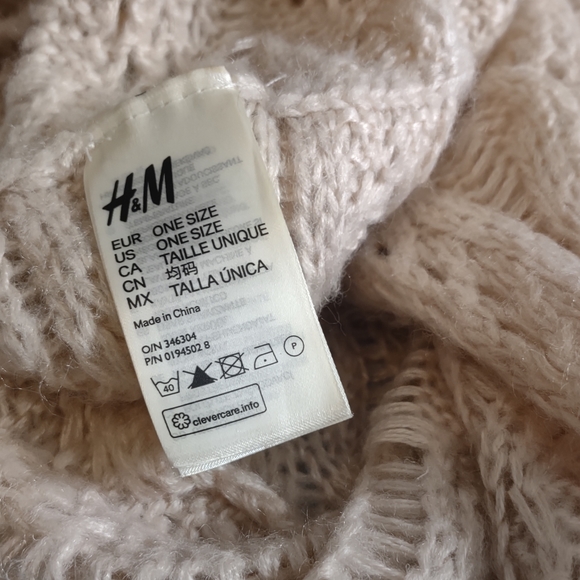 H&M
EUR ONE SIZE
US ONE SIZE
CA TAILLE UNIQUE
CN 均码
MX TALLA ÚNICA
Made in China
O/N 346304
P/N 0194502 8
40 P
clevercare.info